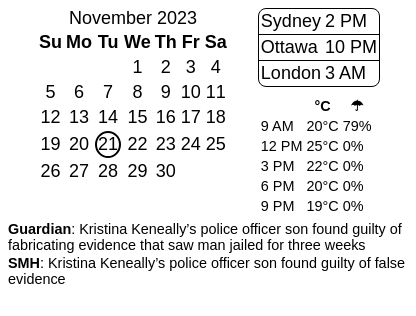 November 2023
Su Mo Tu We Th Fr Sa
1 2 3 4
5 6 7 8 9 10 11
12 13 14 15 16 17 18
19 20 21 22 23 24 25
26 27 28 29 30
Sydney 2 PM
Ottawa 10 PM
London 3 AM
°C ☂
9 AM 20°C 79%
12 PM 25°C 0%
3 PM 22°C 0%
6 PM 20°C 0%
9 PM 19°C 0%
Guardian: Kristina Keneally’s police officer son found guilty of
fabricating evidence that saw man jailed for three weeks
SMH: Kristina Keneally’s police officer son found guilty of false
evidence